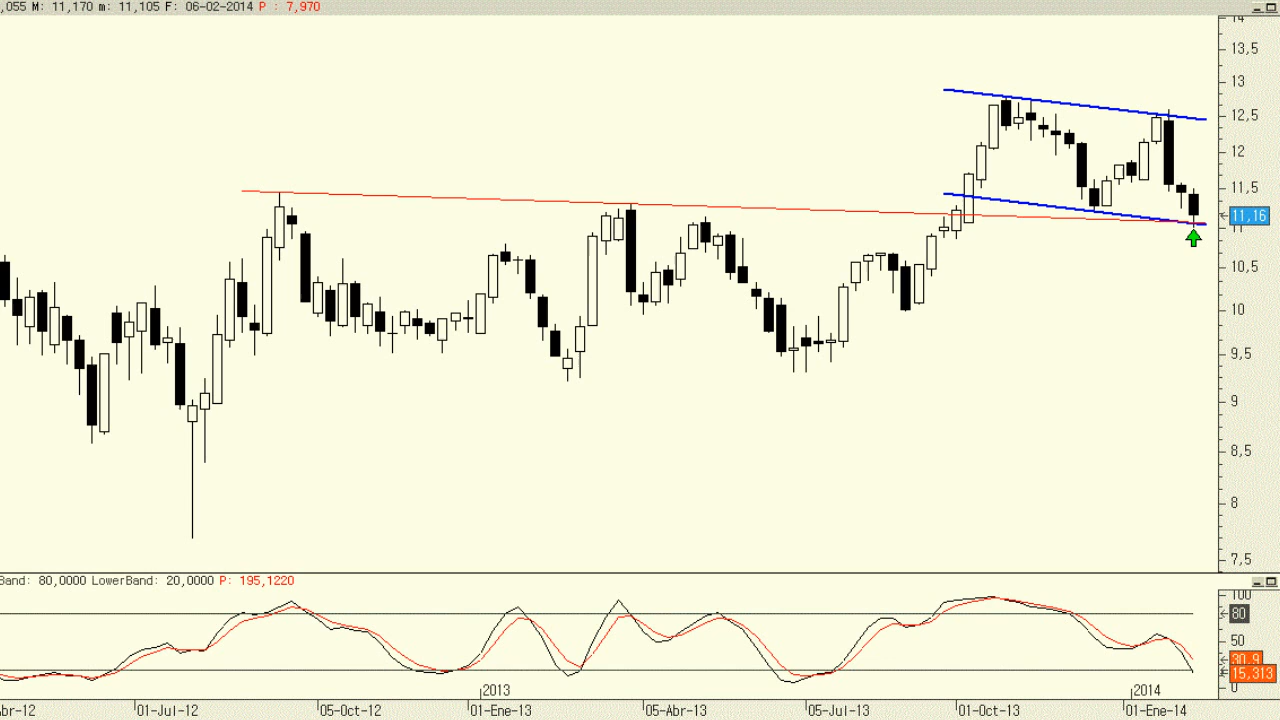 ,055 M: 11,170 m: 11,105 F: 06-02-2014 P : 7,970
14
13,5
13
12,5
12
11,5
11,16
11
10,5
10
9,5
9
8,5
8
7,5
Band: 80,0000 LowerBand: 20,0000 P: 195,1220
100
80
50
30,9
15,313
0
2013
2014
br-12
01-Jul-12
05-Oct-12
01-Ene-13
05-Abr-13
05-Jul-13
01-Oct-13
01-Ene-14